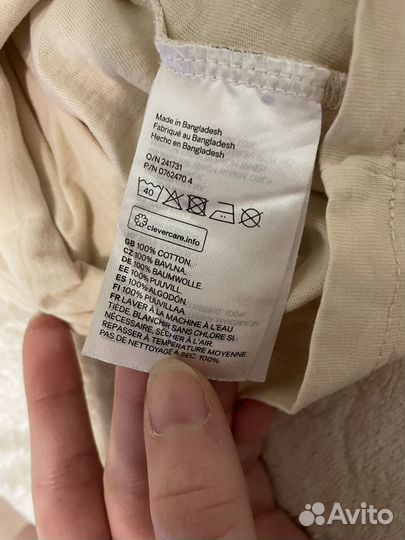 Made in Bangladesh
Fabriqué au Bangladesh
Hecho en Bangladesh
O/N 241731
P/N 0762470 4
40
clevercare.info
GB 100% COTTON.
CZ 100% BAVLNA.
DE 100% BAUMWOLLE.
EE 100% PUUVILL.
ES 100% ALGODÓN.
FI 100% PUUVILLAA.
FR LAVER À LA MACHINE À L'EAU
TIÈDE. BLANCHIR SANS CHLORE SI
NÉCESSAIRE. SÉCHER À L'AIR.
REPASSER À TEMPÉRATURE MOYENNE.
PAS DE NETTOYAGE À SEC. 100%
Avito